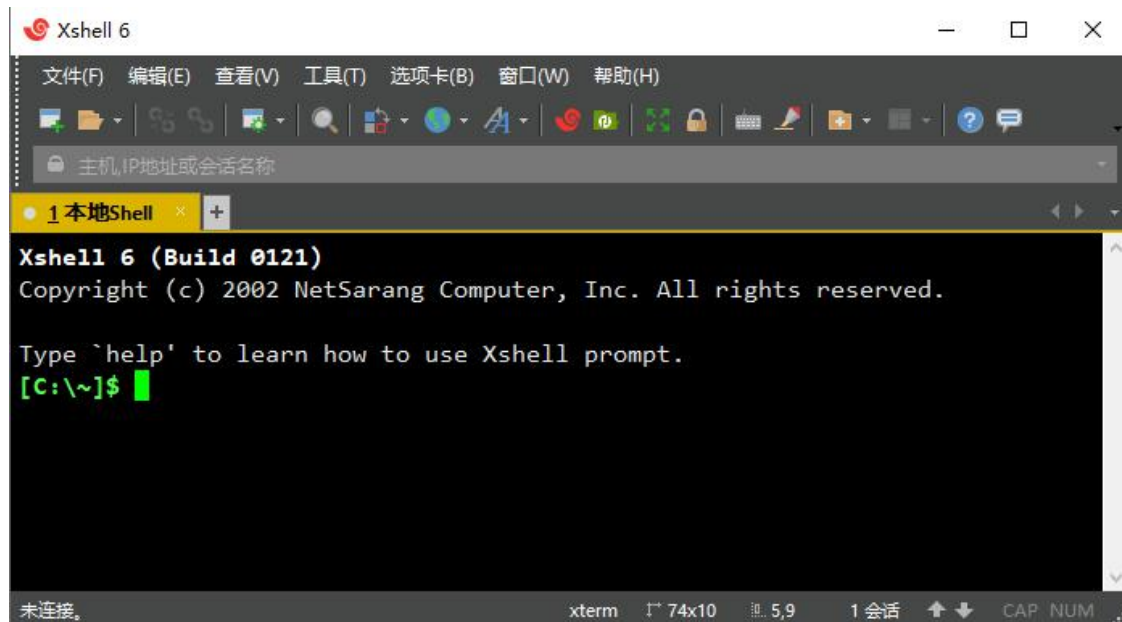 Xshell 6
文件(F) 编辑(E) 查看(V) 工具(T) 选项卡(B) 窗口(W) 帮助(H)
主机,IP地址或会话名称
1 本地Shell
Xshell 6 (Build 0121)
Copyright (c) 2002 NetSarang Computer, Inc. All rights reserved.
Type `help' to learn how to use Xshell prompt.
[C:\~]$
未连接。 xterm 74x10 5,9 1 会话 CAP NUM